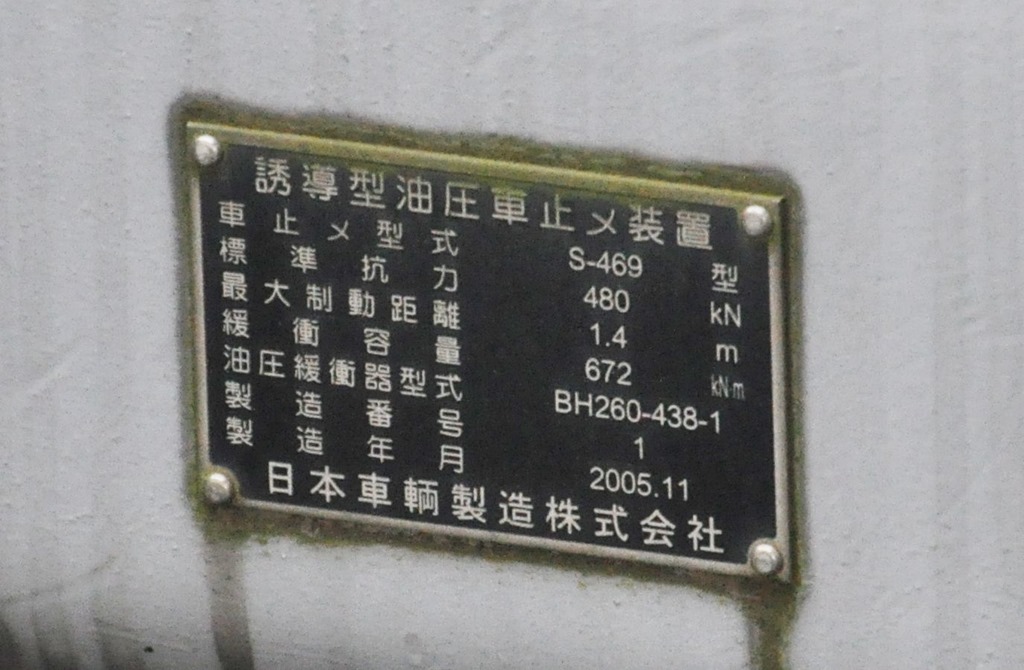 誘導型油圧車止メ装置
車止メ型式 S-469 型
標準抗力 480 kN
最大制動距離 1.4 m
緩衝容量 672 kN·m
油圧緩衝器型式 BH260-438-1
製造番号 1
製造年月 2005.11
日本車輌製造株式会社